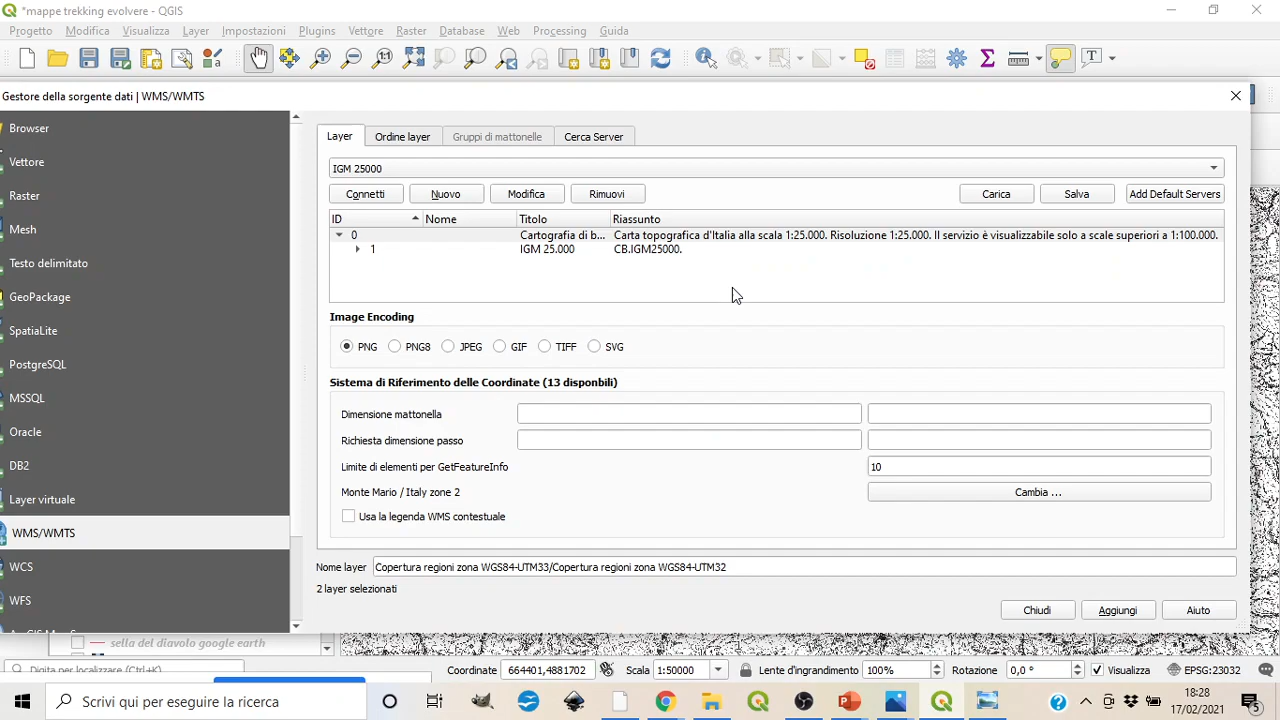 *mappe trekking evolvere — QGIS
Progetto Modifica Visualizza Layer Impostazioni Plugins Vettore Raster Database Web Processing Guida
Gestore della sorgente dati | WMS/WMTS
Browser
Vettore
Raster
Mesh
Testo delimitato
GeoPackage
SpatiaLite
PostgreSQL
MSSQL
Oracle
DB2
Layer virtuale
WMS/WMTS
WCS
WFS
Layer Ordine layer Gruppi di mattonelle Cerca Server
IGM 25000
Connetti Nuovo Modifica Rimuovi Carica Salva Add Default Servers
ID Nome Titolo Riassunto
0 Cartografia di b... Carta topografica d'Italia alla scala 1:25.000. Risoluzione 1:25.000. Il servizio è visualizzabile solo a scale superiori a 1:100.000.
1 IGM 25.000 CB.IGM25000.
Image Encoding
PNG PNG8 JPEG GIF TIFF SVG
Sistema di Riferimento delle Coordinate (13 disponbili)
Dimensione mattonella
Richiesta dimensione passo
Limite di elementi per GetFeatureInfo 10
Monte Mario / Italy zone 2 Cambia ...
Usa la legenda WMS contestuale
Nome layer Copertura regioni zona WGS84-UTM33/Copertura regioni zona WGS84-UTM32
2 layer selezionati
Chiudi Aggiungi Aiuto
sella del diavolo google earth
Digita per localizzare (Ctrl+K) Coordinate 664401,4881702 Scala 1:50000 Lente d'ingrandimento 100% Rotazione 0,0 ° Visualizza EPSG:23032
Scrivi qui per eseguire la ricerca
18:28
17/02/2021
5